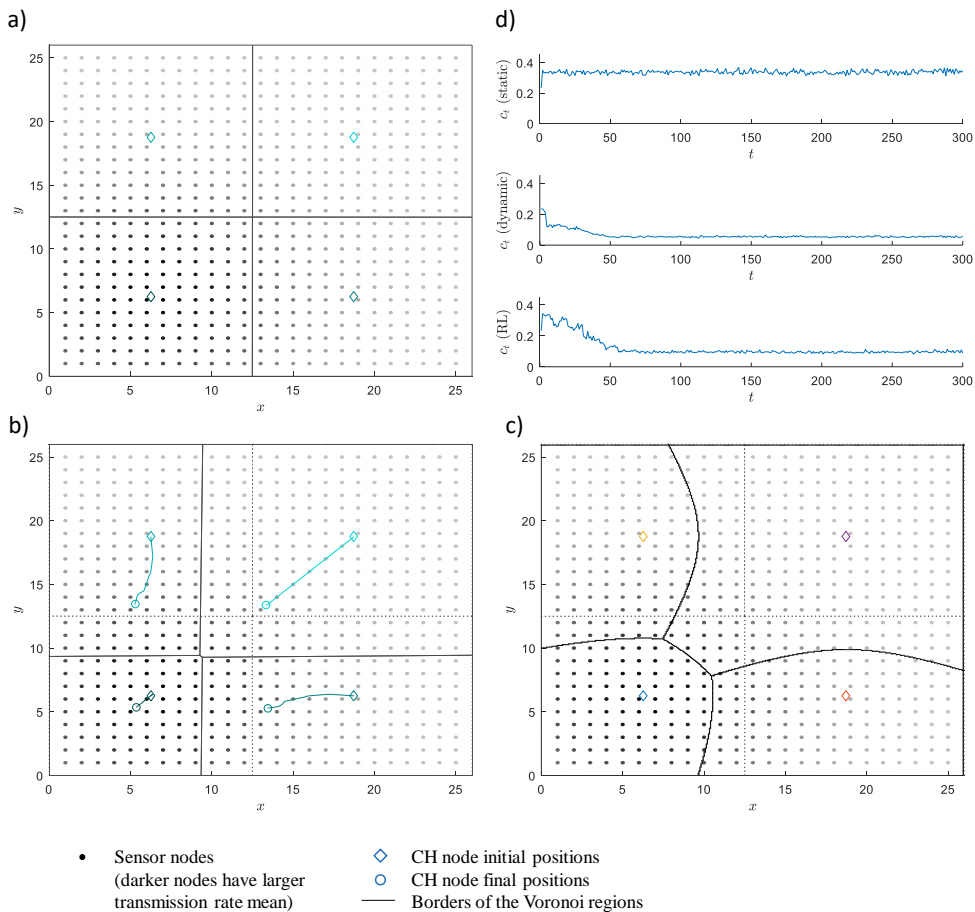 a)
25
20
15
10
5
0
y
0 5 10 15 20 25
x
d)
0.4
0.2
0
c_t (static)
0 50 100 150 200 250 300
t
0.4
0.2
0
c_t (dynamic)
0 50 100 150 200 250 300
t
0.4
0.2
0
c_t (RL)
0 50 100 150 200 250 300
t
b)
25
20
15
10
5
0
y
0 5 10 15 20 25
x
c)
25
20
15
10
5
0
y
0 5 10 15 20 25
x
Sensor nodes
(darker nodes have larger
transmission rate mean)
CH node initial positions
CH node final positions
Borders of the Voronoi regions